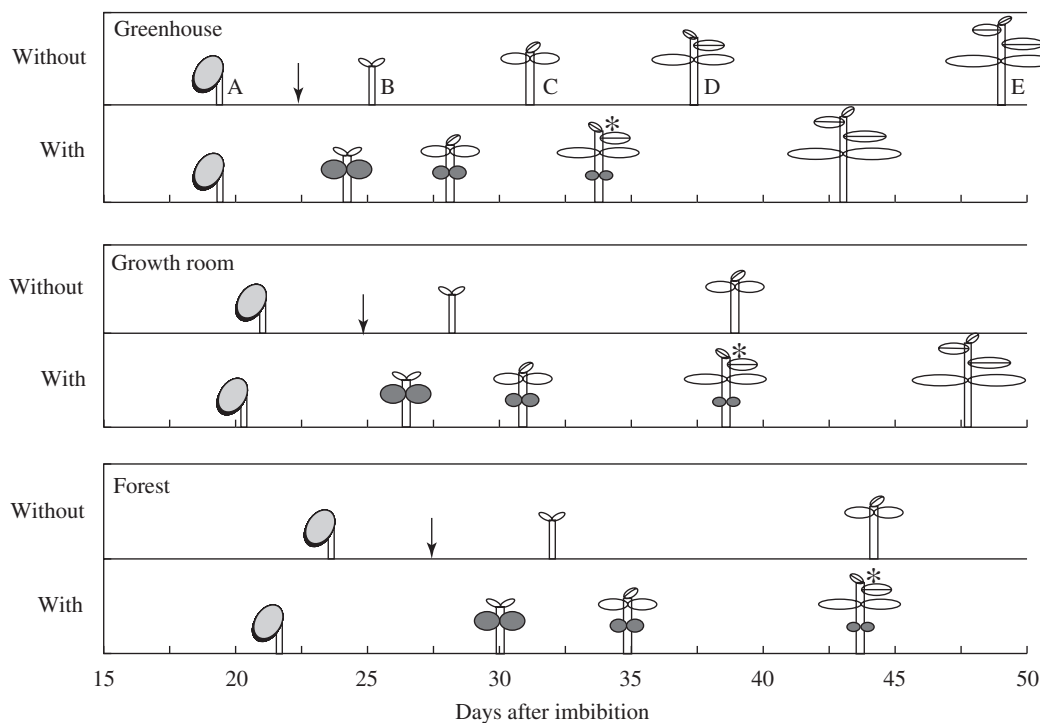 Greenhouse
Without
A B C D E
With
*
Growth room
Without
With
*
Forest
Without
With
*
15 20 25 30 35 40 45 50
Days after imbibition